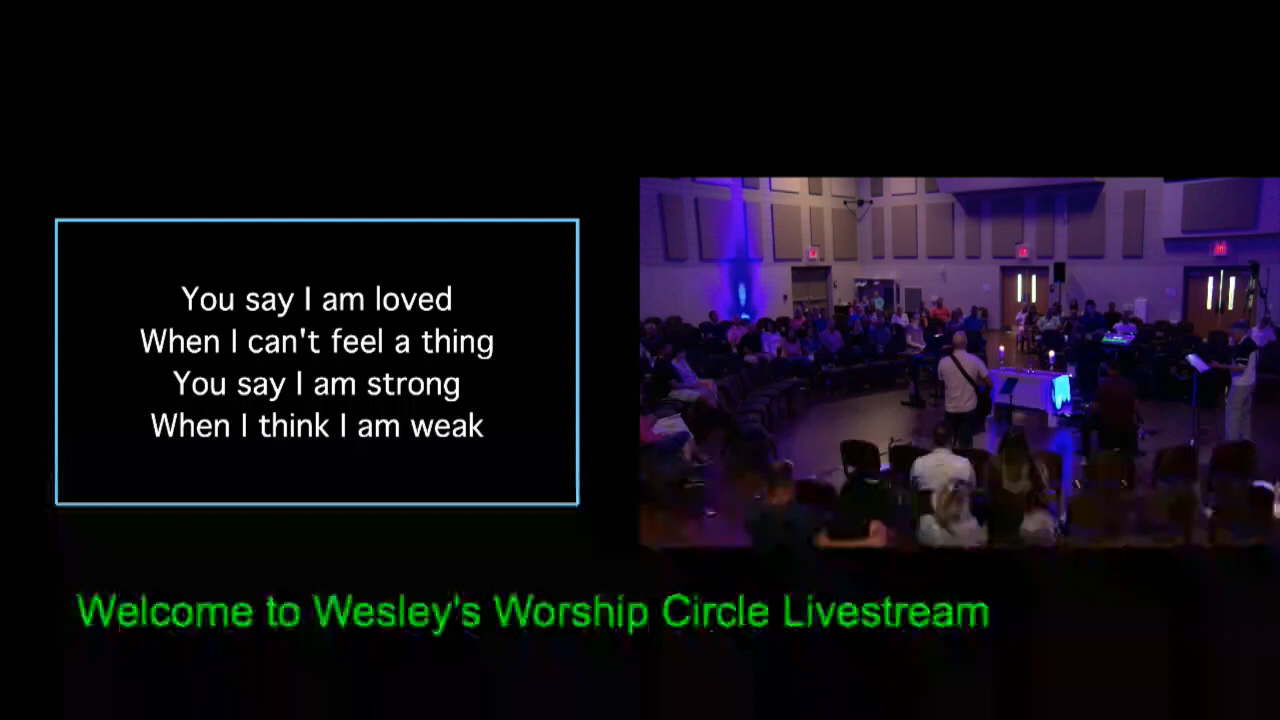 You say I am loved
When I can't feel a thing
You say I am strong
When I think I am weak
Welcome to Wesley's Worship Circle Livestream